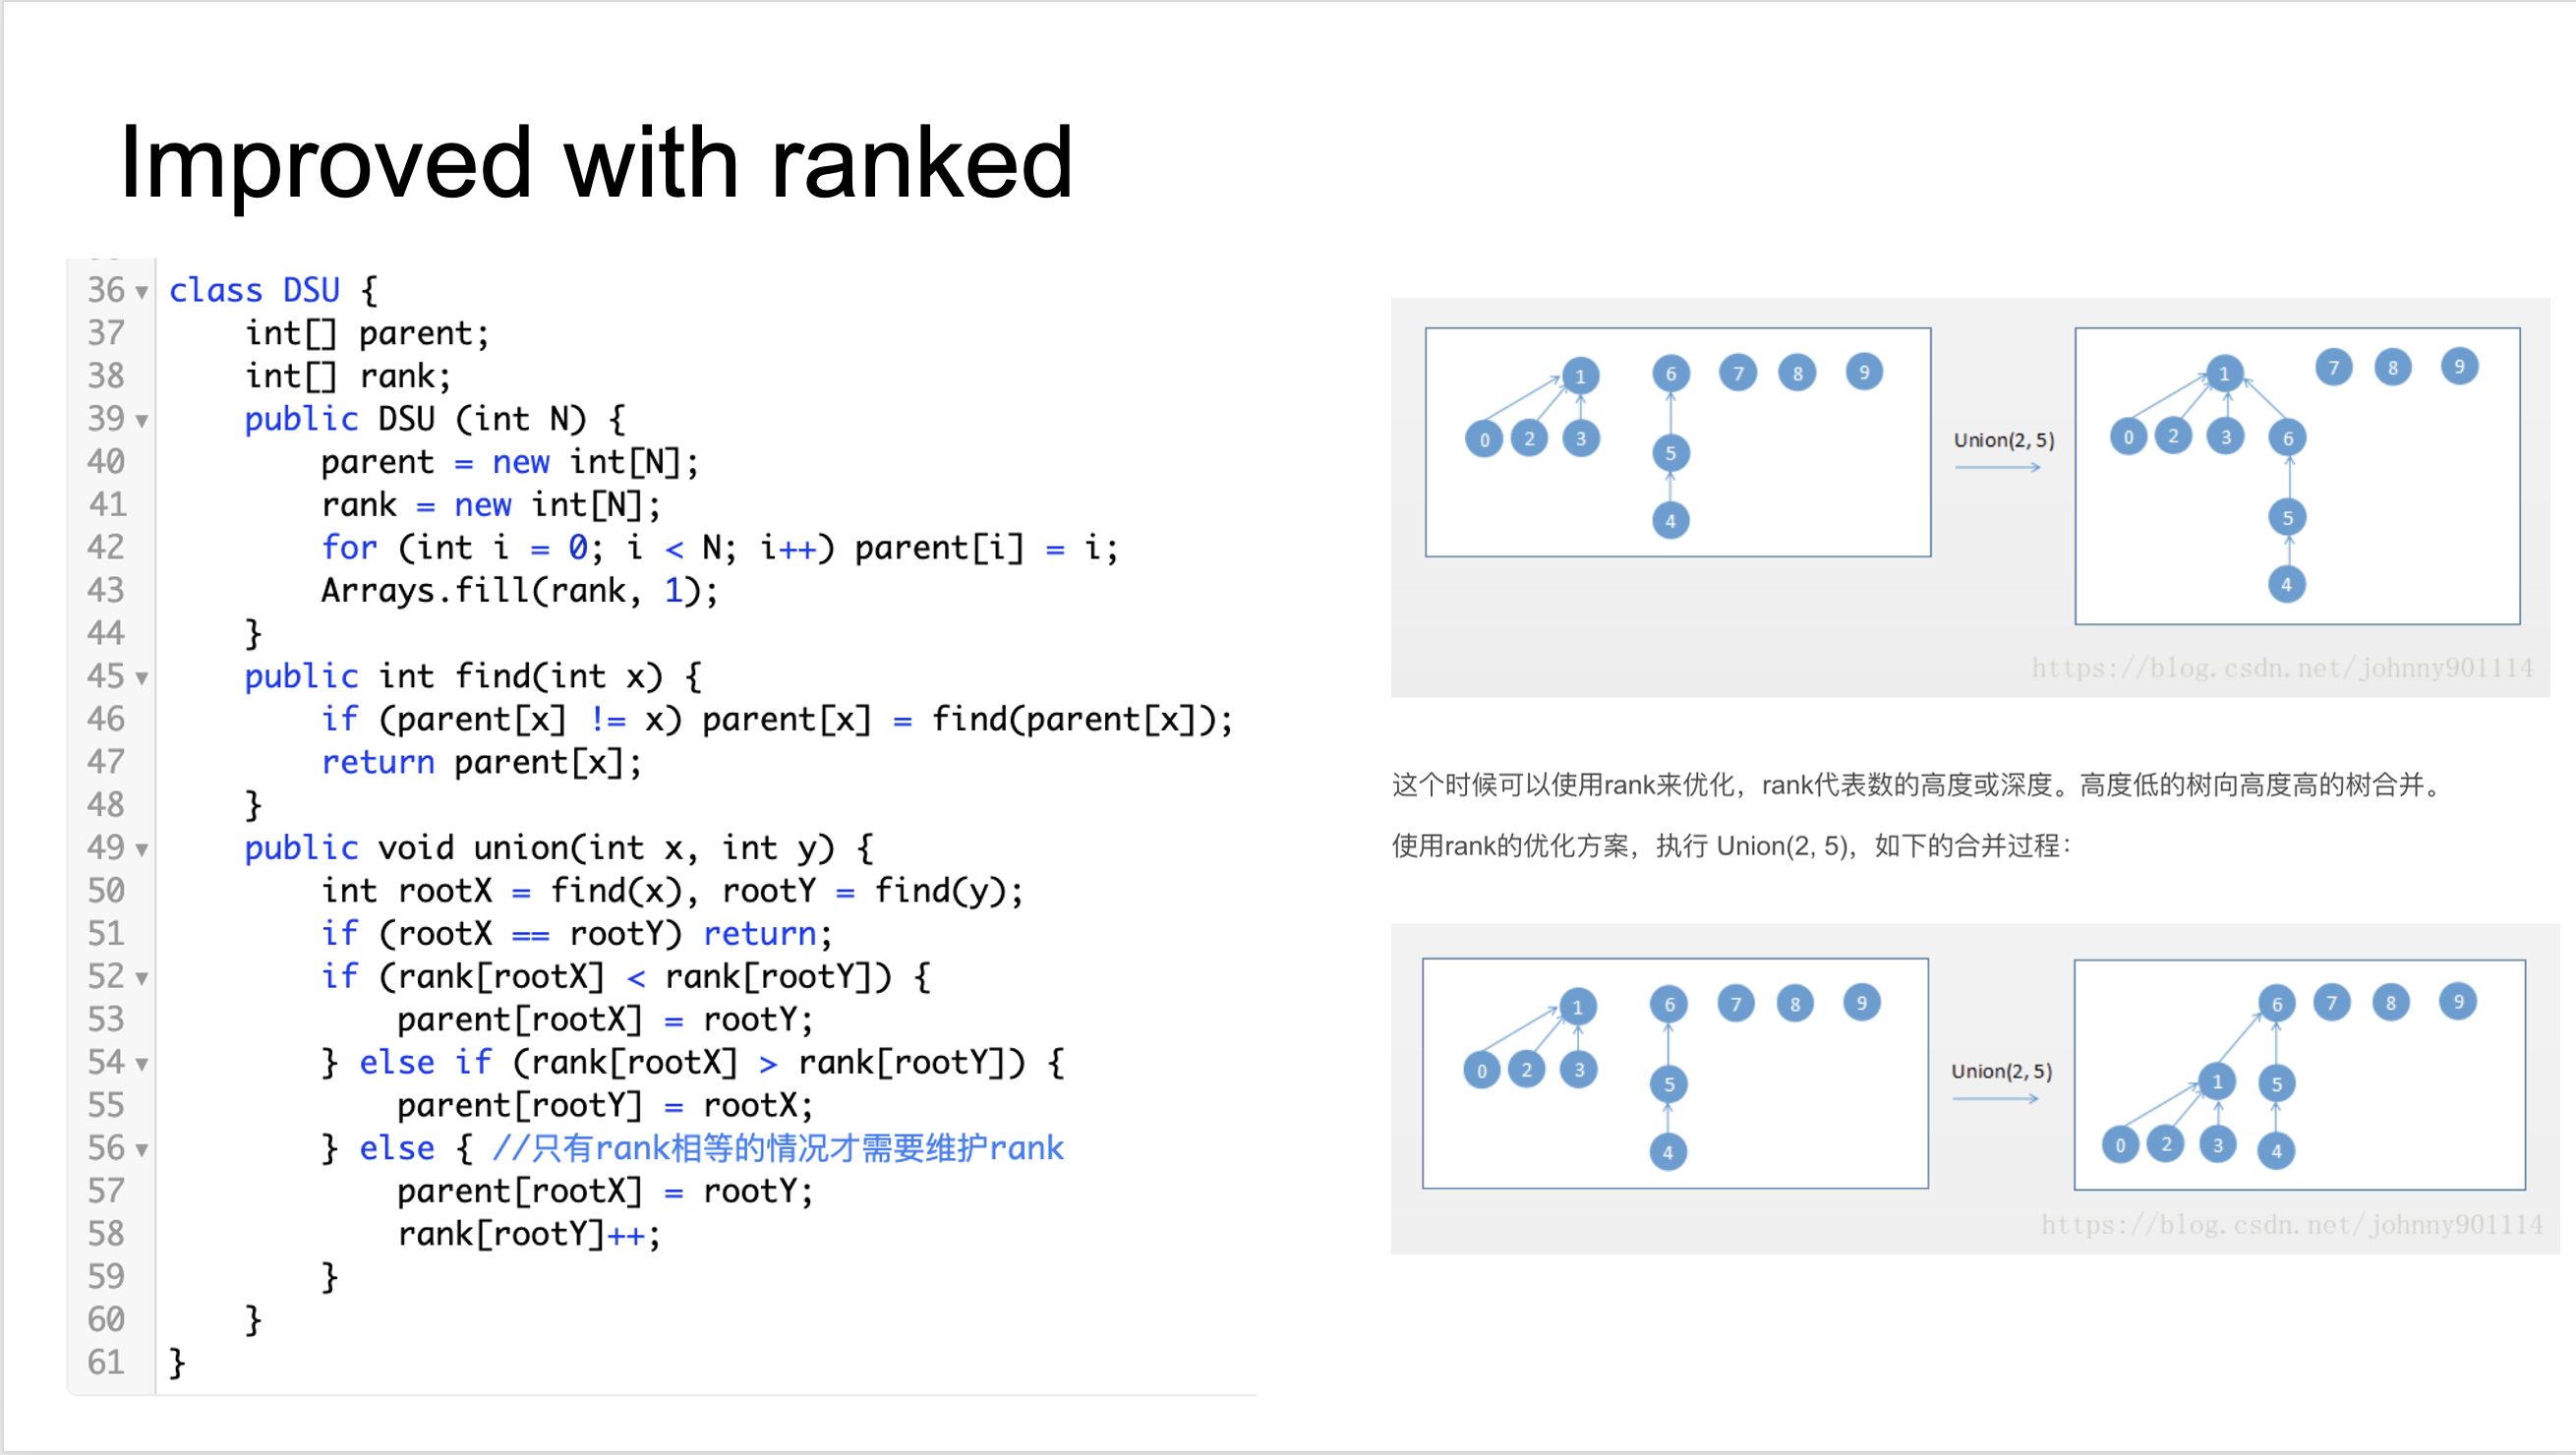 Improved with ranked
36 class DSU {
37 int[] parent;
38 int[] rank;
39 public DSU (int N) {
40 parent = new int[N];
41 rank = new int[N];
42 for (int i = 0; i < N; i++) parent[i] = i;
43 Arrays.fill(rank, 1);
44 }
45 public int find(int x) {
46 if (parent[x] != x) parent[x] = find(parent[x]);
47 return parent[x];
48 }
49 public void union(int x, int y) {
50 int rootX = find(x), rootY = find(y);
51 if (rootX == rootY) return;
52 if (rank[rootX] < rank[rootY]) {
53 parent[rootX] = rootY;
54 } else if (rank[rootX] > rank[rootY]) {
55 parent[rootY] = rootX;
56 } else { //只有rank相等的情况才需要维护rank
57 parent[rootX] = rootY;
58 rank[rootY]++;
59 }
60 }
61 }
1 6 7 8 9
0 2 3 5
4
Union(2, 5)
1 7 8 9
0 2 3 6
5
4
https://blog.csdn.net/johnny901114
这个时候可以使用rank来优化，rank代表数的高度或深度。高度低的树向高度高的树合并。
使用rank的优化方案，执行 Union(2, 5)，如下的合并过程：
1 6 7 8 9
0 2 3 5
4
Union(2, 5)
6 7 8 9
1 5
0 2 3 4
https://blog.csdn.net/johnny901114